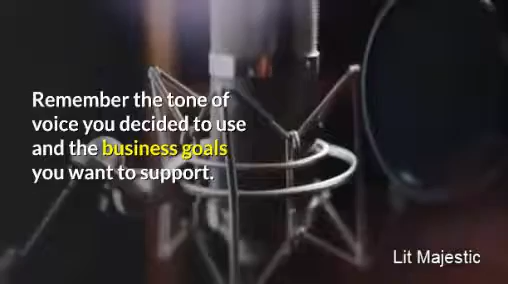 Remember the tone of
voice you decided to use
and the business goals
you want to support.
Lit Majestic